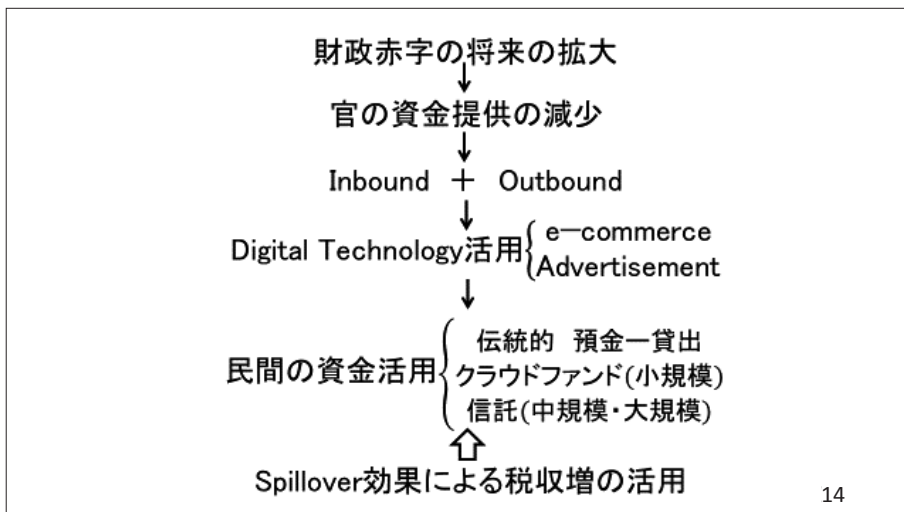 財政赤字の将来の拡大
官の資金提供の減少
Inbound + Outbound
Digital Technology活用
e-commerce
Advertisement
民間の資金活用
伝統的 預金ー貸出
クラウドファンド(小規模)
信託(中規模・大規模)
Spillover効果による税収増の活用
14